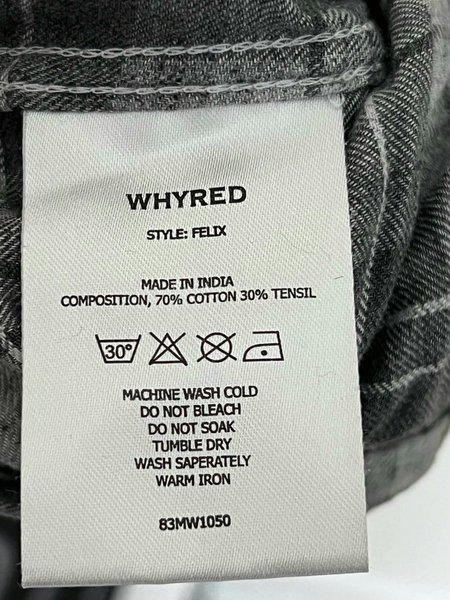 WHYRED
STYLE: FELIX
MADE IN INDIA
COMPOSITION, 70% COTTON 30% TENSIL
30°
MACHINE WASH COLD
DO NOT BLEACH
DO NOT SOAK
TUMBLE DRY
WASH SAPERATELY
WARM IRON
83MW1050